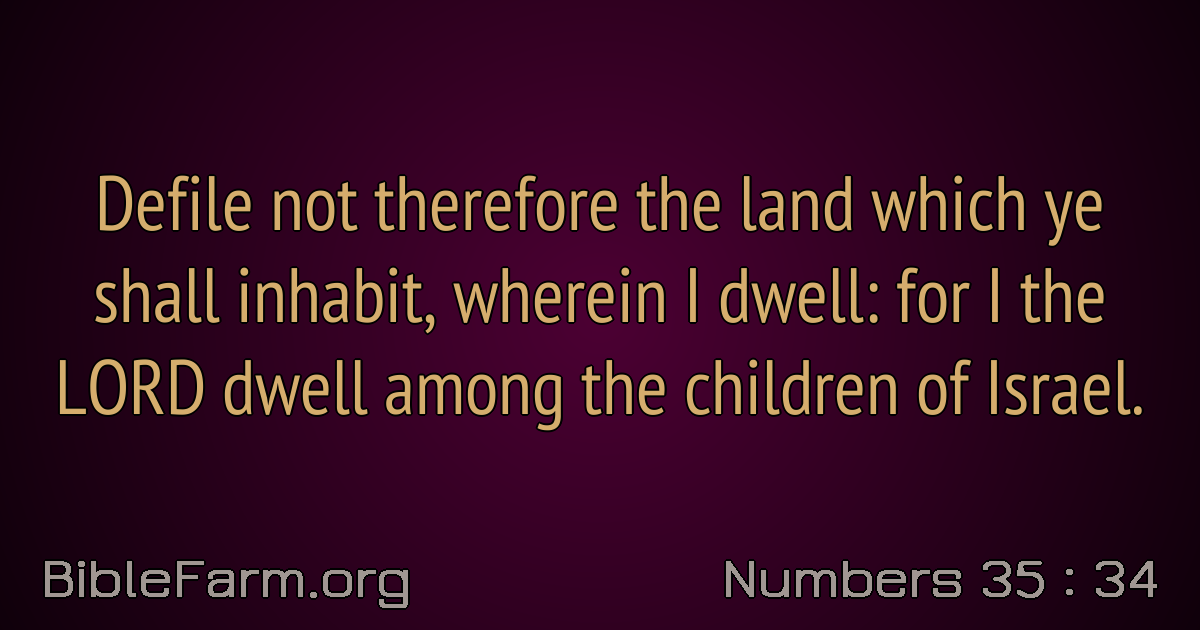 Defile not therefore the land which ye
shall inhabit, wherein I dwell: for I the
LORD dwell among the children of Israel.
BibleFarm.org
Numbers 35 : 34